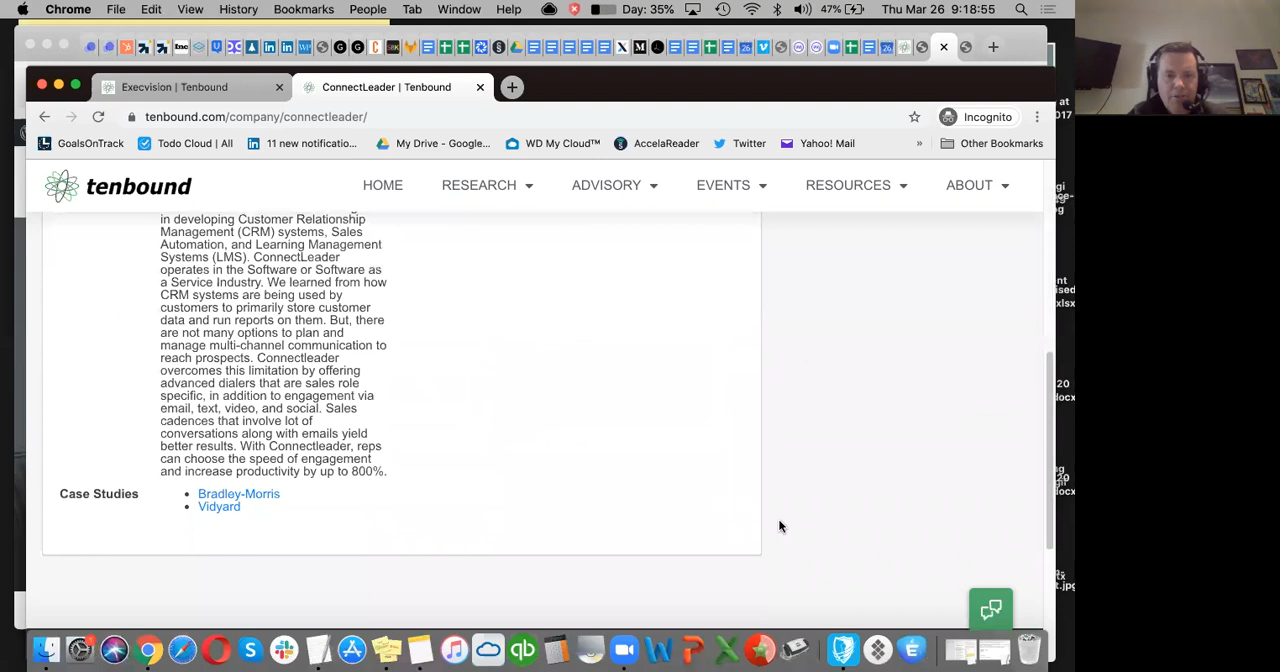 Chrome File Edit View History Bookmarks People Tab Window Help Day: 35% 47% Thu Mar 26 9:18:55
Execvision | Tenbound
ConnectLeader | Tenbound
tenbound.com/company/connectleader/
Incognito
GoalsOnTrack Todo Cloud | All 11 new notificatio... My Drive - Google... WD My Cloud™ AccelaReader Twitter Yahoo! Mail » Other Bookmarks
tenbound HOME RESEARCH ADVISORY EVENTS RESOURCES ABOUT
in developing Customer Relationship
Management (CRM) systems, Sales
Automation, and Learning Management
Systems (LMS). ConnectLeader
operates in the Software or Software as
a Service Industry. We learned from how
CRM systems are being used by
customers to primarily store customer
data and run reports on them. But, there
are not many options to plan and
manage multi-channel communication to
reach prospects. Connectleader
overcomes this limitation by offering
advanced dialers that are sales role
specific, in addition to engagement via
email, text, video, and social. Sales
cadences that involve lot of
conversations along with emails yield
better results. With Connectleader, reps
can choose the speed of engagement
and increase productivity by up to 800%.
Case Studies
Bradley-Morris
Vidyard